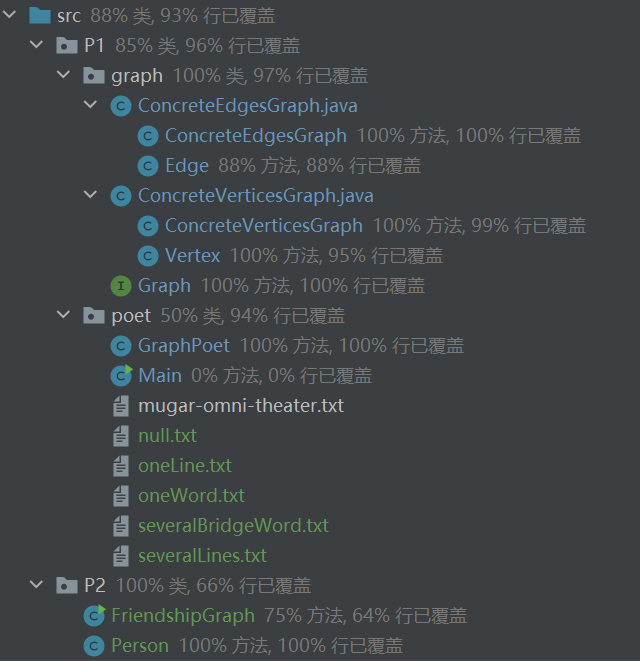 src 88% 类, 93% 行已覆盖
P1 85% 类, 96% 行已覆盖
graph 100% 类, 97% 行已覆盖
C ConcreteEdgesGraph.java
C ConcreteEdgesGraph 100% 方法, 100% 行已覆盖
C Edge 88% 方法, 88% 行已覆盖
C ConcreteVerticesGraph.java
C ConcreteVerticesGraph 100% 方法, 99% 行已覆盖
C Vertex 100% 方法, 95% 行已覆盖
I Graph 100% 方法, 100% 行已覆盖
poet 50% 类, 94% 行已覆盖
C GraphPoet 100% 方法, 100% 行已覆盖
C Main 0% 方法, 0% 行已覆盖
mugar-omni-theater.txt
null.txt
oneLine.txt
oneWord.txt
severalBridgeWord.txt
severalLines.txt
P2 100% 类, 66% 行已覆盖
C FriendshipGraph 75% 方法, 64% 行已覆盖
C Person 100% 方法, 100% 行已覆盖